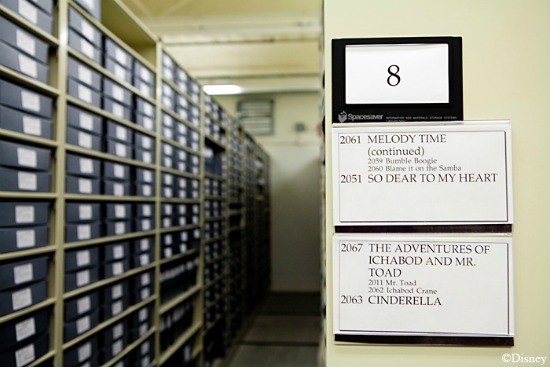 8
Spacesaver
2061 MELODY TIME
(continued)
2059 Bumble Boogie
2060 Blame it on the Samba
2051 SO DEAR TO MY HEART
2067 THE ADVENTURES OF
ICHABOD AND MR.
TOAD
2011 Mr. Toad
2062 Ichabod Crane
2063 CINDERELLA
©Disney